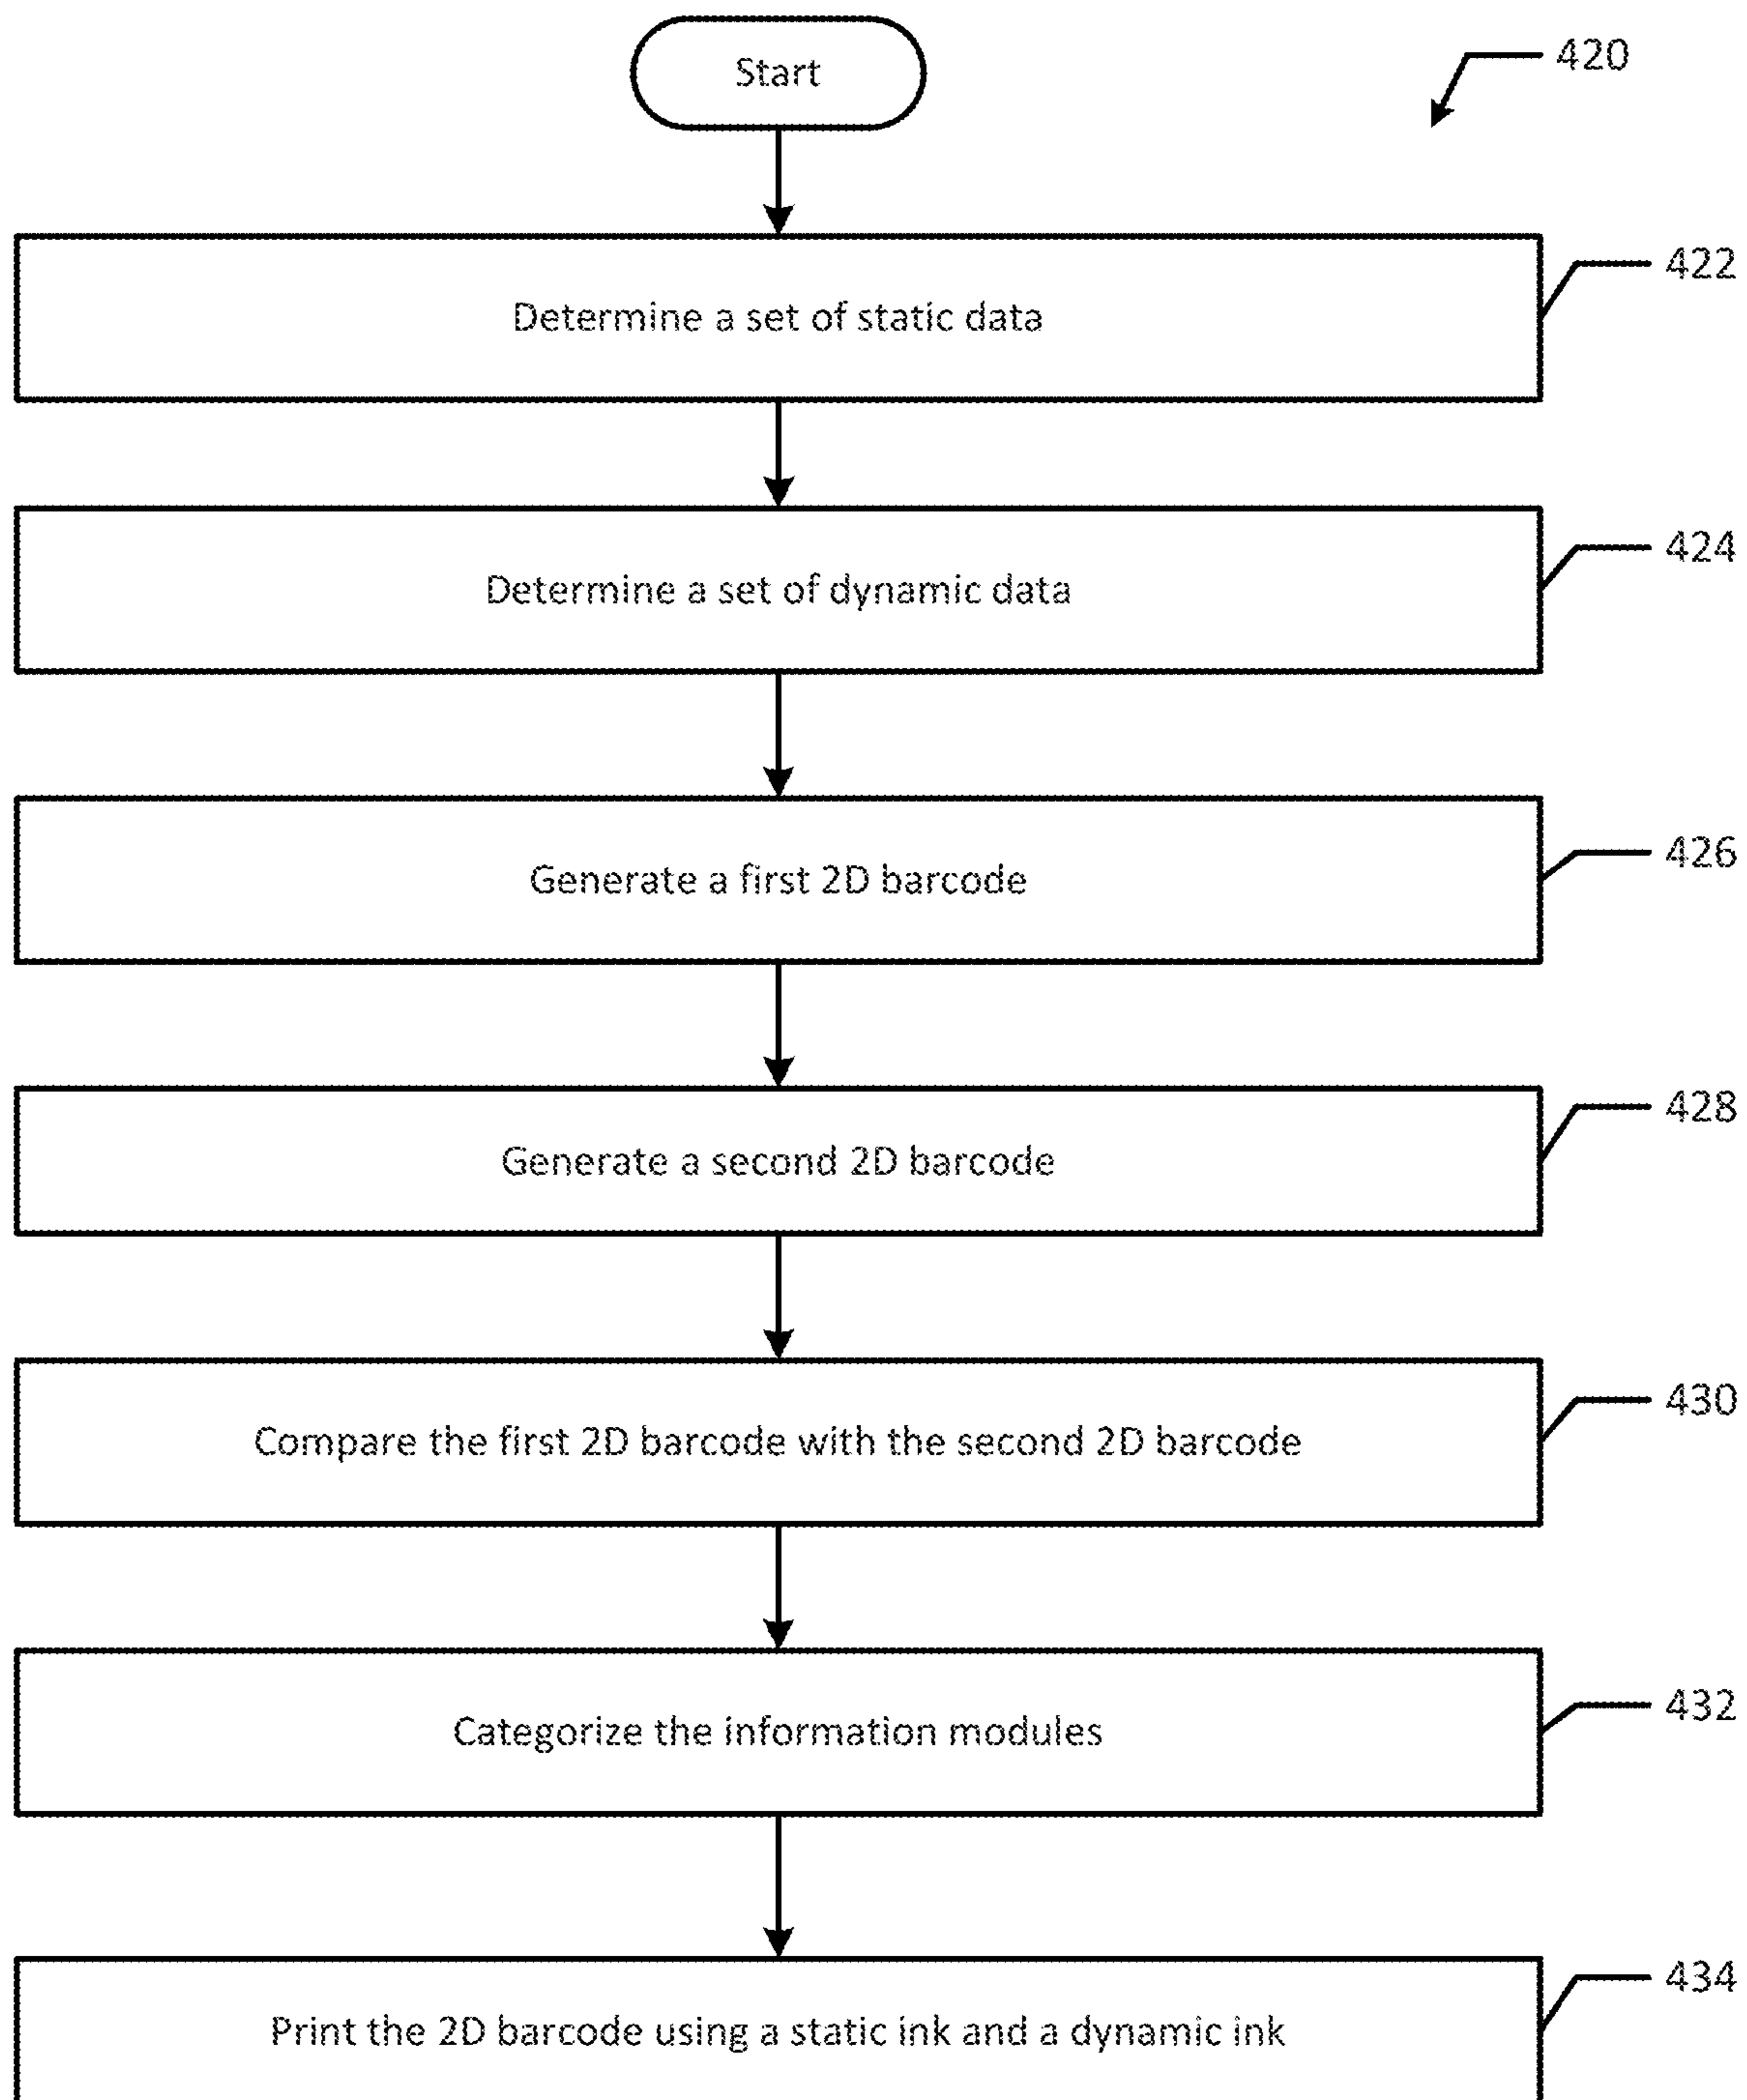 Start
420
Determine a set of static data
422
Determine a set of dynamic data
424
Generate a first 2D barcode
426
Generate a second 2D barcode
428
Compare the first 2D barcode with the second 2D barcode
430
Categorize the information modules
432
Print the 2D barcode using a static ink and a dynamic ink
434